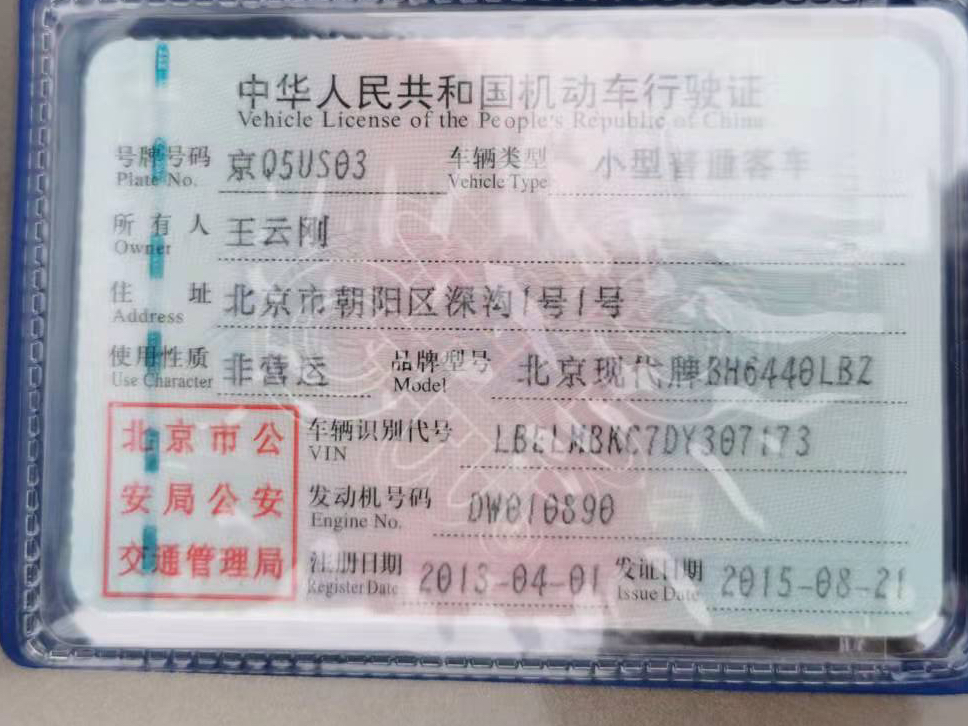 中华人民共和国机动车行驶证
Vehicle License of the People's Republic of China
号牌号码 京Q5US03 车辆类型 小型普通客车
Plate No. Vehicle Type
所有人 王云刚
Owner
住址 北京市朝阳区深沟1号1号
Address
使用性质 非营运 品牌型号 北京现代牌BH6440LBZ
Use Character Model
北京市公安局公安交通管理局
车辆识别代号 LBELMBKC7DY307173
VIN
发动机号码 DW010890
Engine No.
注册日期 2013-04-01 发证日期 2015-08-21
Register Date Issue Date